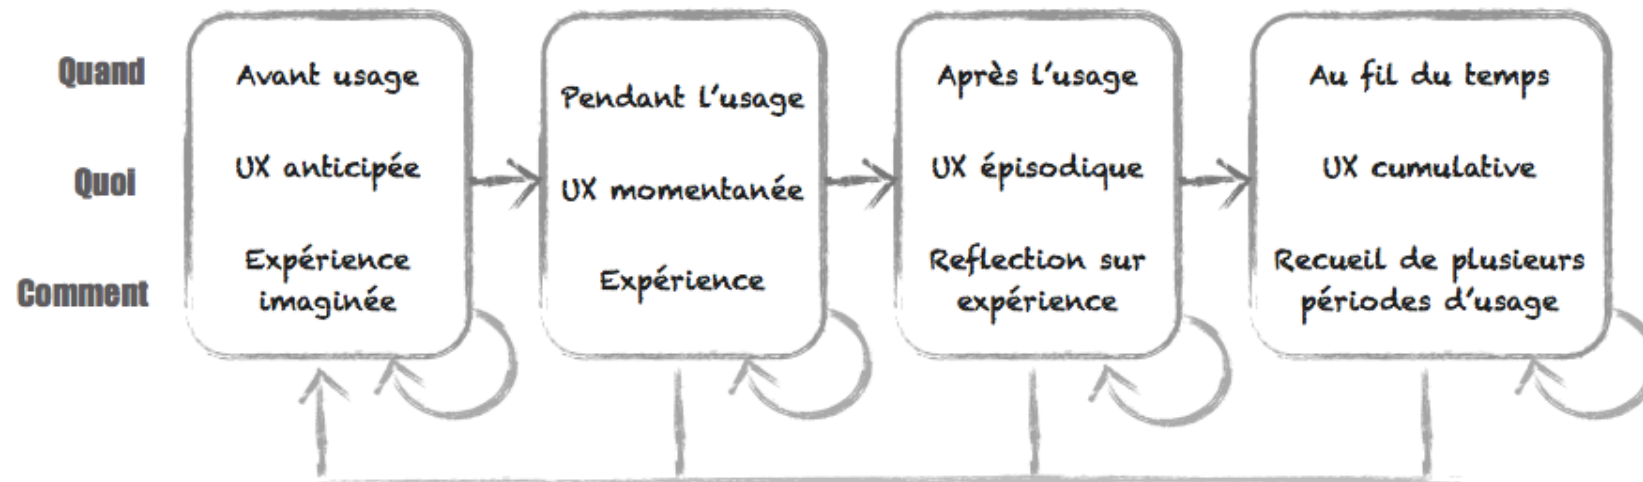 Quand
Avant usage
Pendant l'usage
Après l'usage
Au fil du temps
Quoi
UX anticipée
UX momentanée
UX épisodique
UX cumulative
Comment
Expérience
imaginée
Expérience
Reflection sur
expérience
Recueil de plusieurs
périodes d'usage